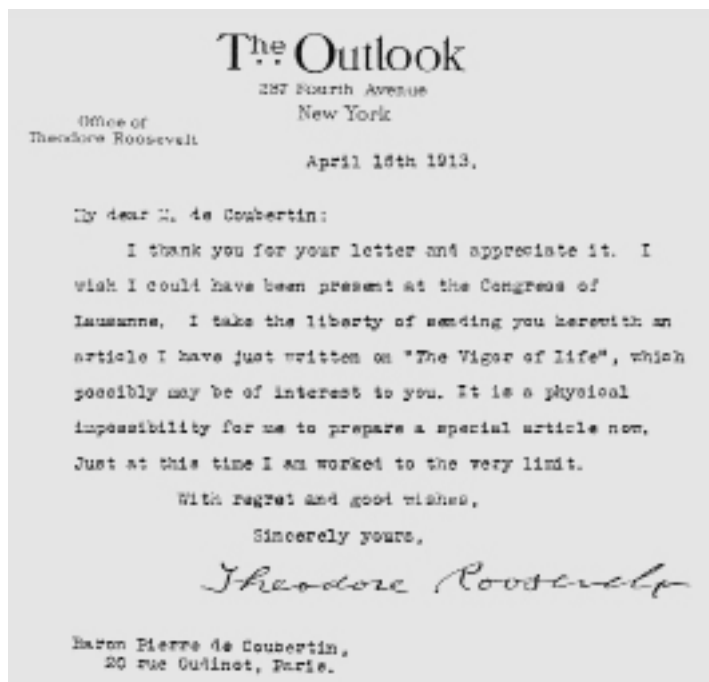 The Outlook
287 Fourth Avenue
New York
Office of
Theodore Roosevelt
April 16th 1913.
My dear M. de Coubertin:
I thank you for your letter and appreciate it. I
wish I could have been present at the Congress of
Lausanne. I take the liberty of sending you herewith an
article I have just written on "The Vigor of Life", which
possibly may be of interest to you. It is a physical
impossibility for me to prepare a special article now.
Just at this time I am worked to the very limit.
With regret and good wishes,
Sincerely yours,
Theodore Roosevelt
Baron Pierre de Coubertin,
20 rue Oudinot, Paris.